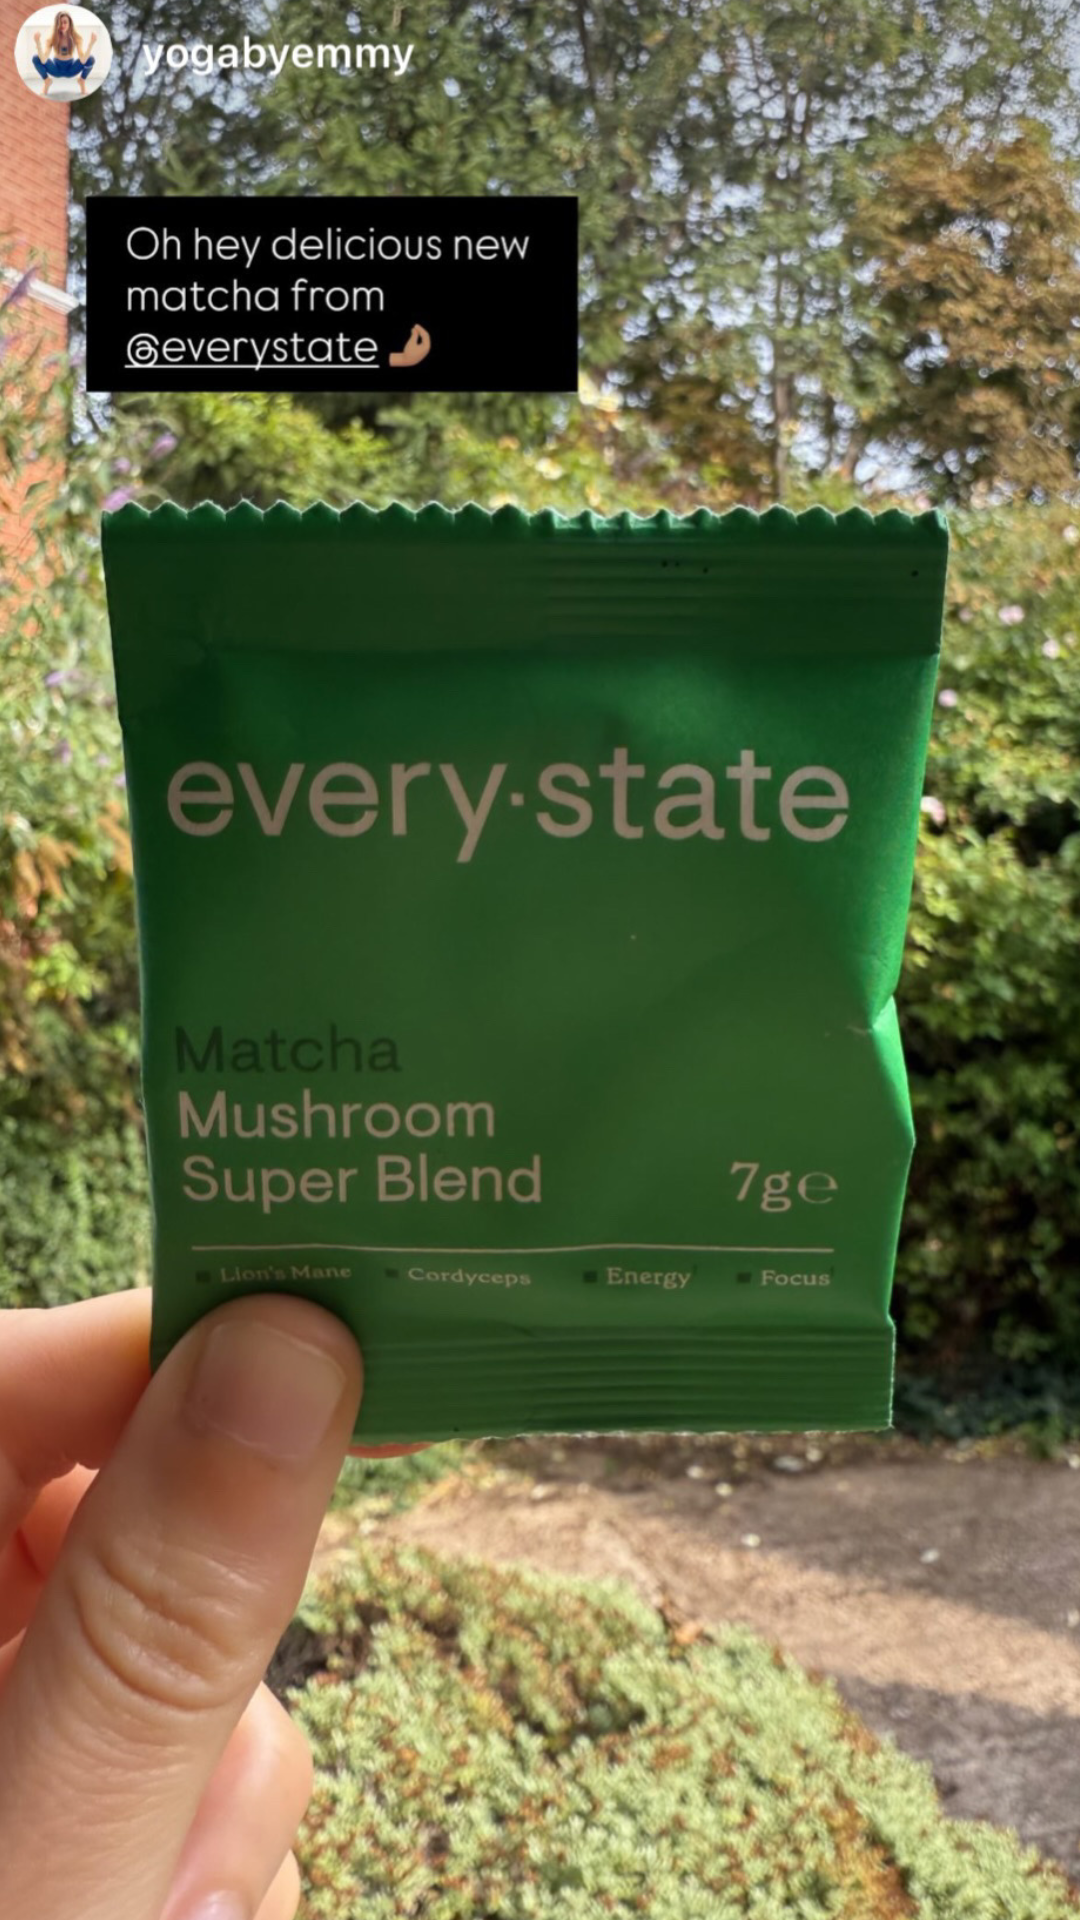 yogabyemmy
Oh hey delicious new
matcha from
@everystate 🤌🏽
every·state
Matcha
Mushroom
Super Blend
7g℮
Lion's Mane
Cordyceps
Energy
Focus